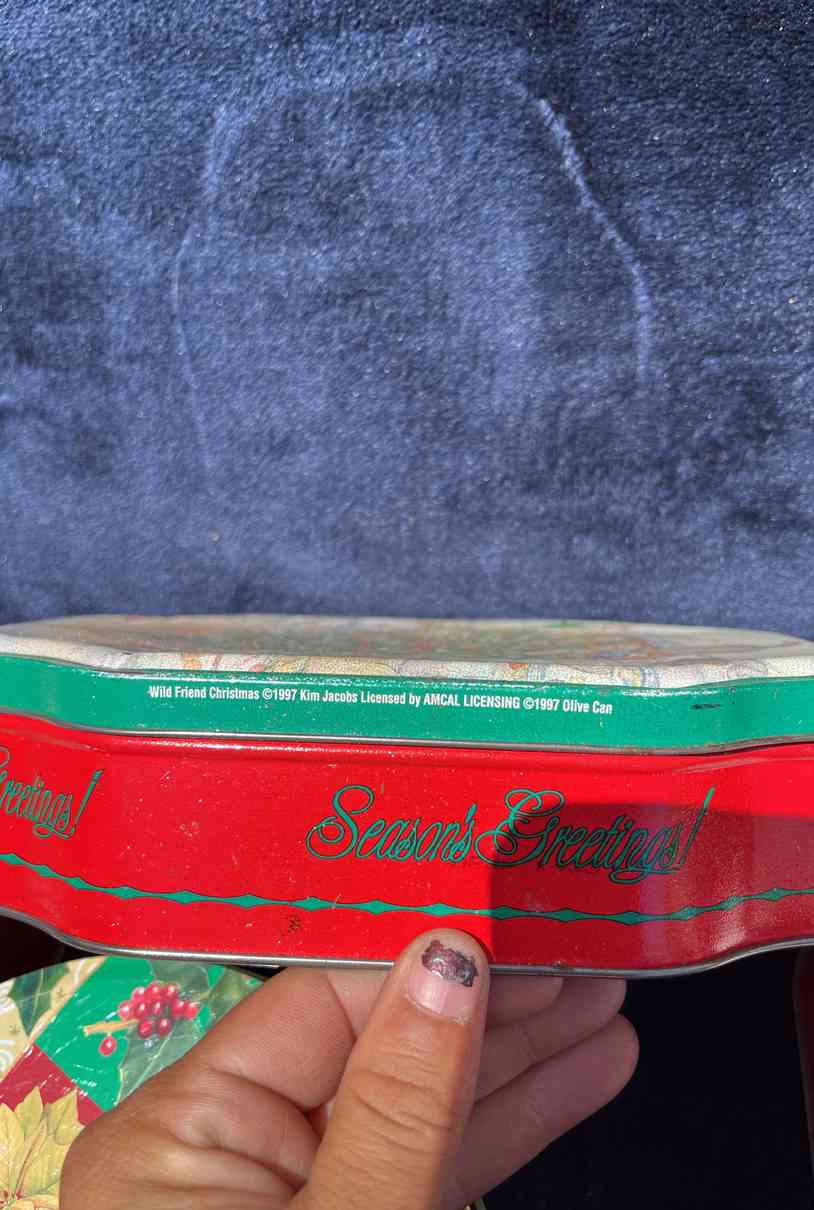 Wild Friend Christmas ©1997 Kim Jacobs Licensed by AMCAL LICENSING ©1997 Olive Can
Greetings!
Season's Greetings!